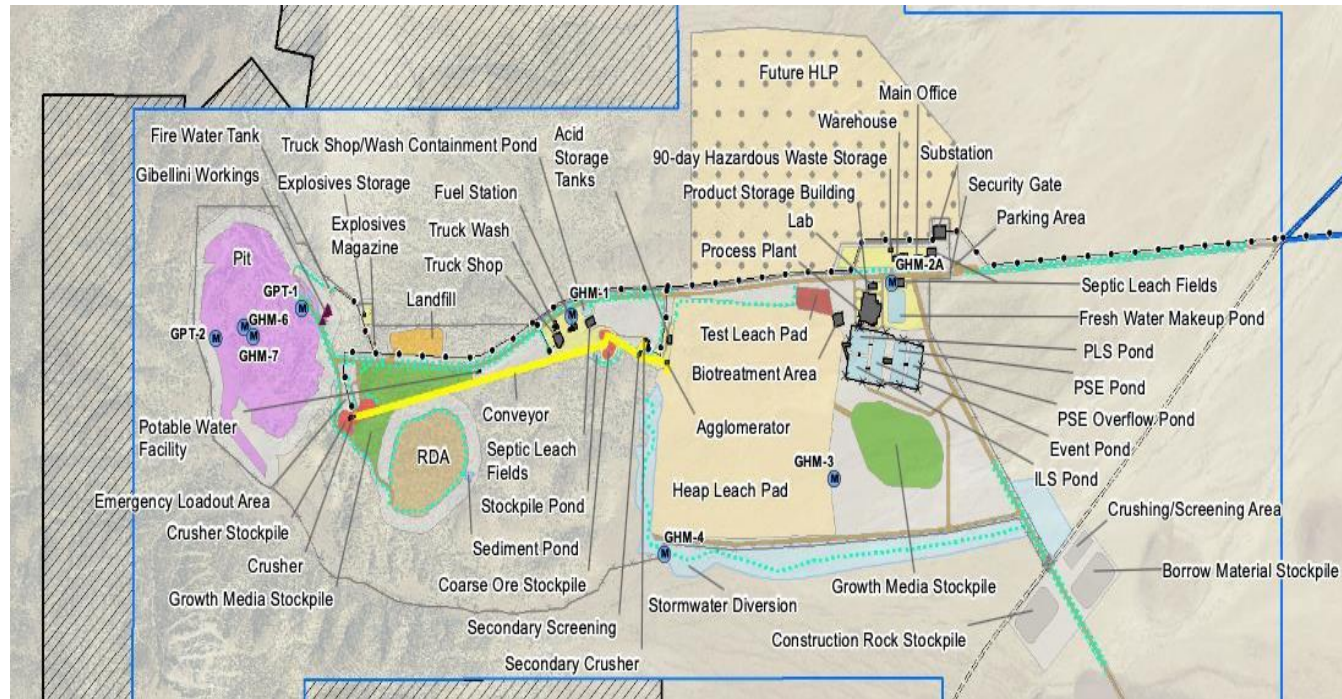 Future HLP
Main Office
Warehouse
Fire Water Tank
Truck Shop/Wash Containment Pond
Acid
Storage
Tanks
90-day Hazardous Waste Storage
Substation
Gibellini Workings
Explosives Storage
Fuel Station
Product Storage Building
Security Gate
Explosives
Magazine
Truck Wash
Lab
Parking Area
Pit
Truck Shop
Process Plant
GHM-2A
Landfill
GHM-1
Septic Leach Fields
GPT-1
M
GHM-6
GPT-2
GHM-7
Fresh Water Makeup Pond
Test Leach Pad
PLS Pond
Biotreatment Area
PSE Pond
Potable Water
Facility
Conveyor
Agglomerator
PSE Overflow Pond
RDA
Septic Leach
Fields
GHM-3
Event Pond
Heap Leach Pad
ILS Pond
Emergency Loadout Area
Stockpile Pond
Crushing/Screening Area
Crusher Stockpile
Sediment Pond
GHM-4
Crusher
Coarse Ore Stockpile
Growth Media Stockpile
Borrow Material Stockpile
Growth Media Stockpile
Stormwater Diversion
Secondary Screening
Construction Rock Stockpile
Secondary Crusher